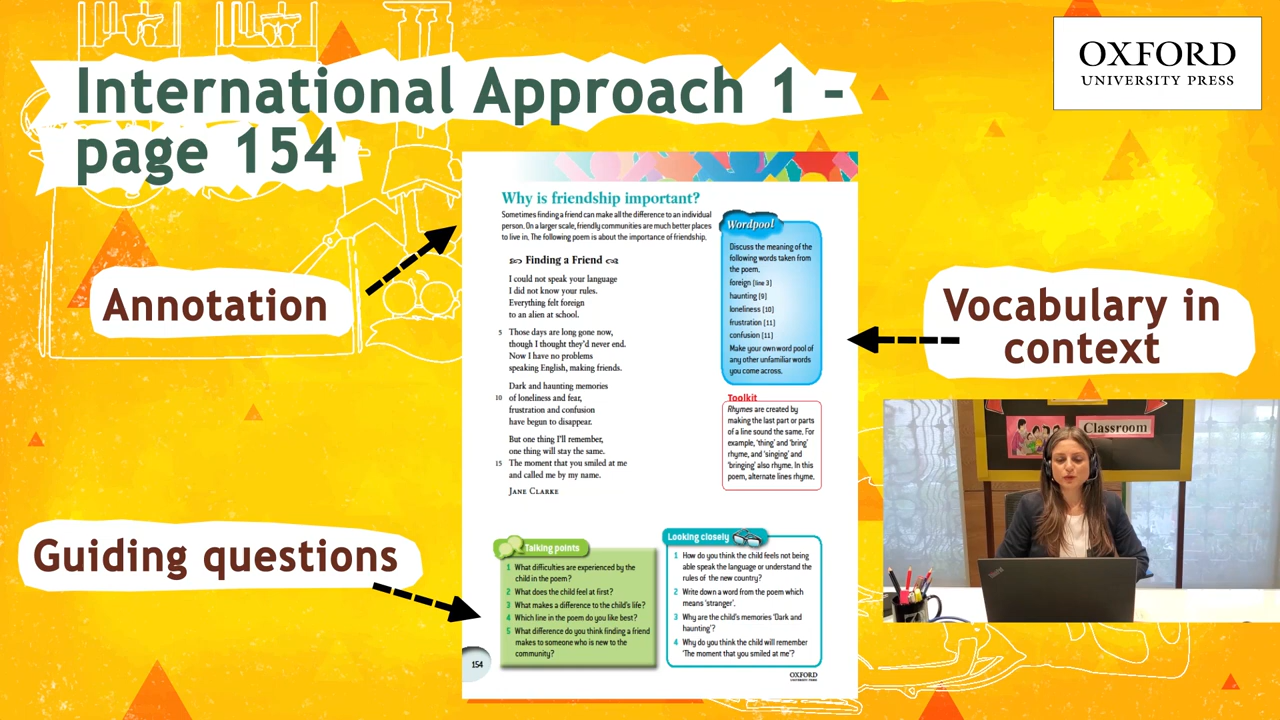 International Approach 1 -
page 154
OXFORD
UNIVERSITY PRESS
Annotation
Guiding questions
Vocabulary in
context
Why is friendship important?
Sometimes finding a friend can make all the difference to an individual
person. On a larger scale, friendly communities are much better places
to live in. The following poem is about the importance of friendship.
Finding a Friend
I could not speak your language
I did not know your rules.
Everything felt foreign
to an alien at school.
5 Those days are long gone now,
though I thought they'd never end.
Now I have no problems
speaking English, making friends.
Dark and haunting memories
10 of loneliness and fear,
frustration and confusion
have begun to disappear.
But one thing I'll remember,
one thing will stay the same.
15 The moment that you smiled at me
and called me by my name.
JANE CLARKE
Wordpool
Discuss the meaning of the
following words taken from
the poem.
foreign [line 3]
haunting [9]
loneliness [10]
frustration [11]
confusion [11]
Make your own word pool of
any other unfamiliar words
you come across.
Toolkit
Rhymes are created by
making the last part or parts
of a line sound the same. For
example, 'thing' and 'bring'
rhyme, and 'singing' and
'bringing' also rhyme. In this
poem, alternate lines rhyme.
Talking points
1 What difficulties are experienced by the
child in the poem?
2 What does the child feel at first?
3 What makes a difference to the child's life?
4 Which line in the poem do you like best?
5 What difference do you think finding a friend
makes to someone who is new to the
community?
Looking closely
1 How do you think the child feels not being
able speak the language or understand the
rules of the new country?
2 Write down a word from the poem which
means 'stranger'.
3 Why are the child's memories 'Dark and
haunting'?
4 Why do you think the child will remember
'The moment that you smiled at me'?
154
OXFORD
UNIVERSITY PRESS
Classroom
ThinkPad